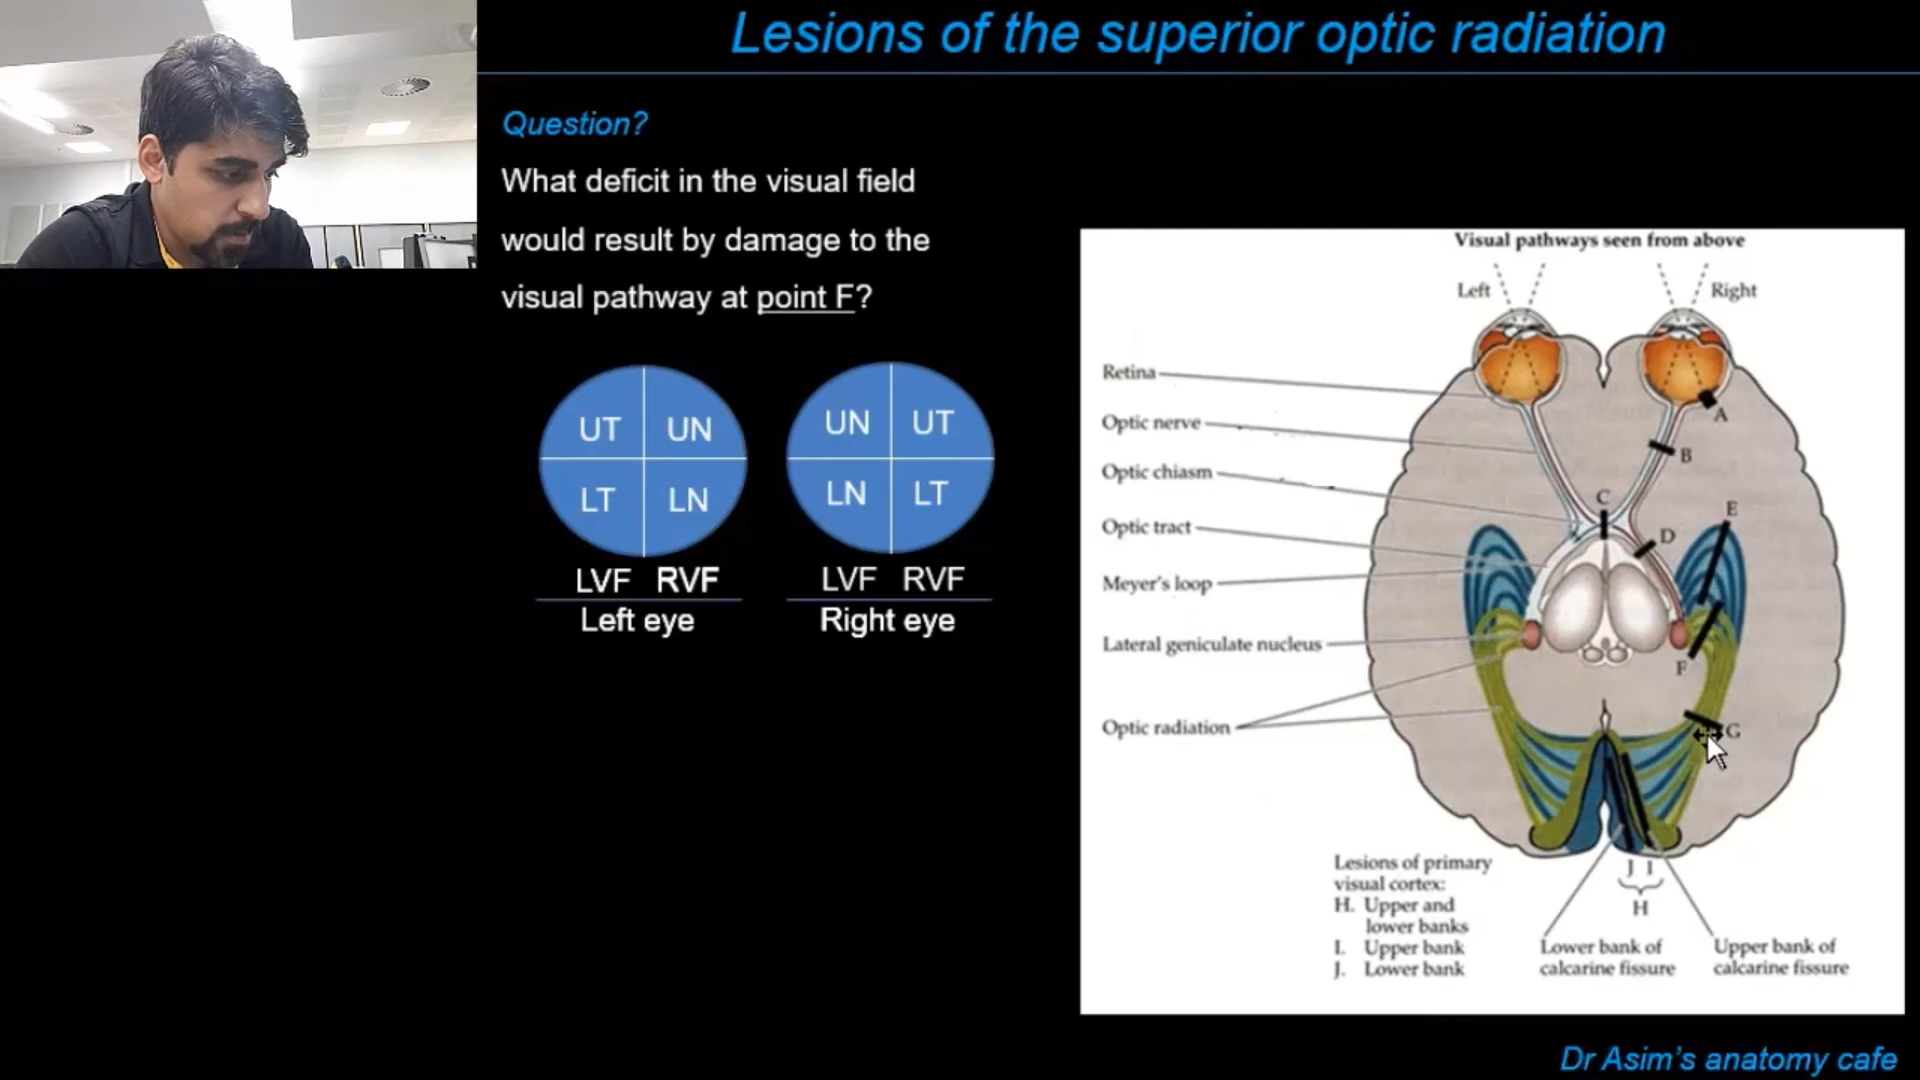 Lesions of the superior optic radiation
Question?
What deficit in the visual field
would result by damage to the
visual pathway at point F?
UT UN
LT LN
LVF RVF
Left eye
UN UT
LN LT
LVF RVF
Right eye
Visual pathways seen from above
Left
Right
Retina
Optic nerve
Optic chiasm
Optic tract
Meyer's loop
Lateral geniculate nucleus
Optic radiation
A
B
C
D
E
F
G
J I
H
Lesions of primary
visual cortex:
H. Upper and
lower banks
I. Upper bank
J. Lower bank
Lower bank of
calcarine fissure
Upper bank of
calcarine fissure
Dr Asim's anatomy cafe